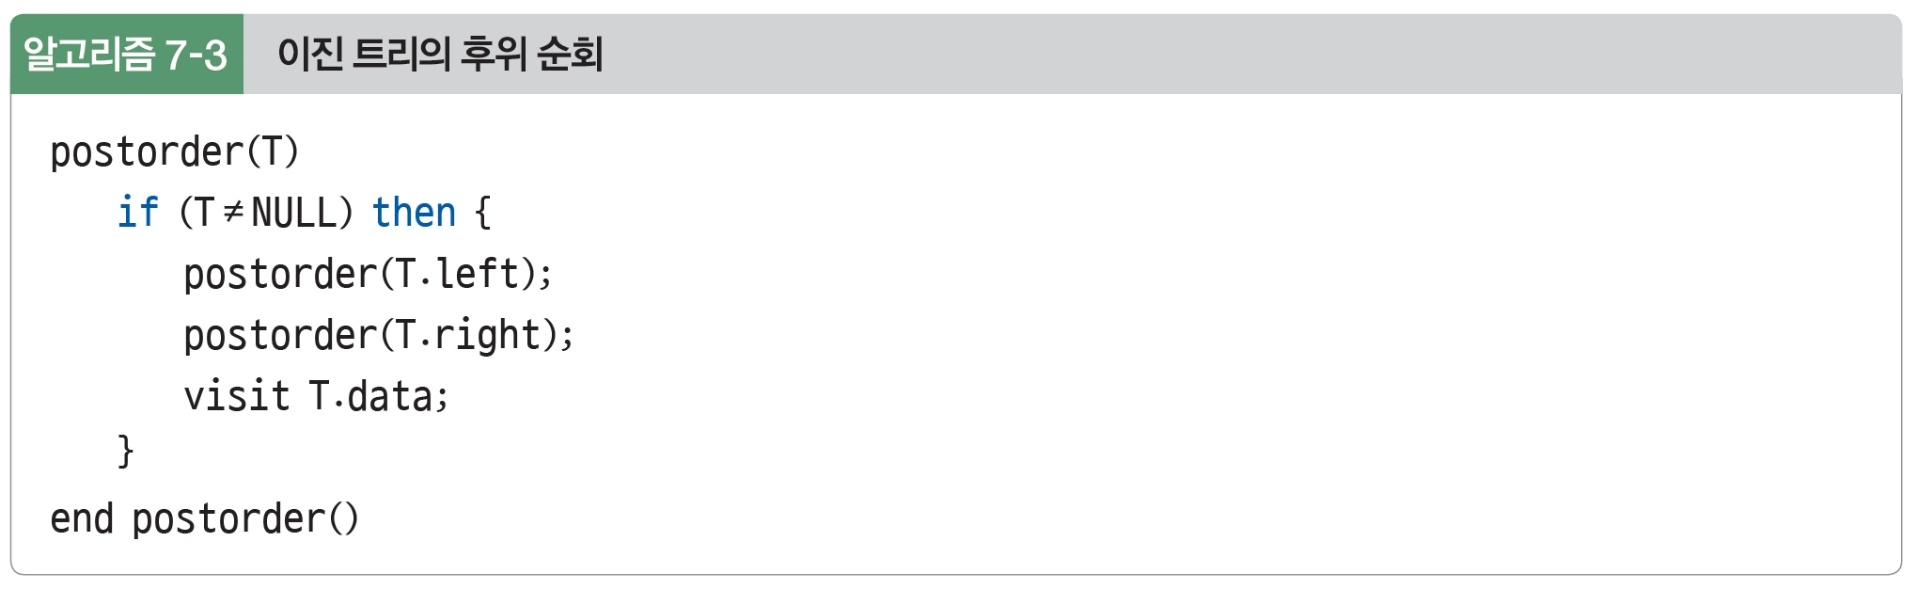 알고리즘 7-3 이진 트리의 후위 순회
postorder(T)
if (T≠NULL) then {
postorder(T.left);
postorder(T.right);
visit T.data;
}
end postorder()